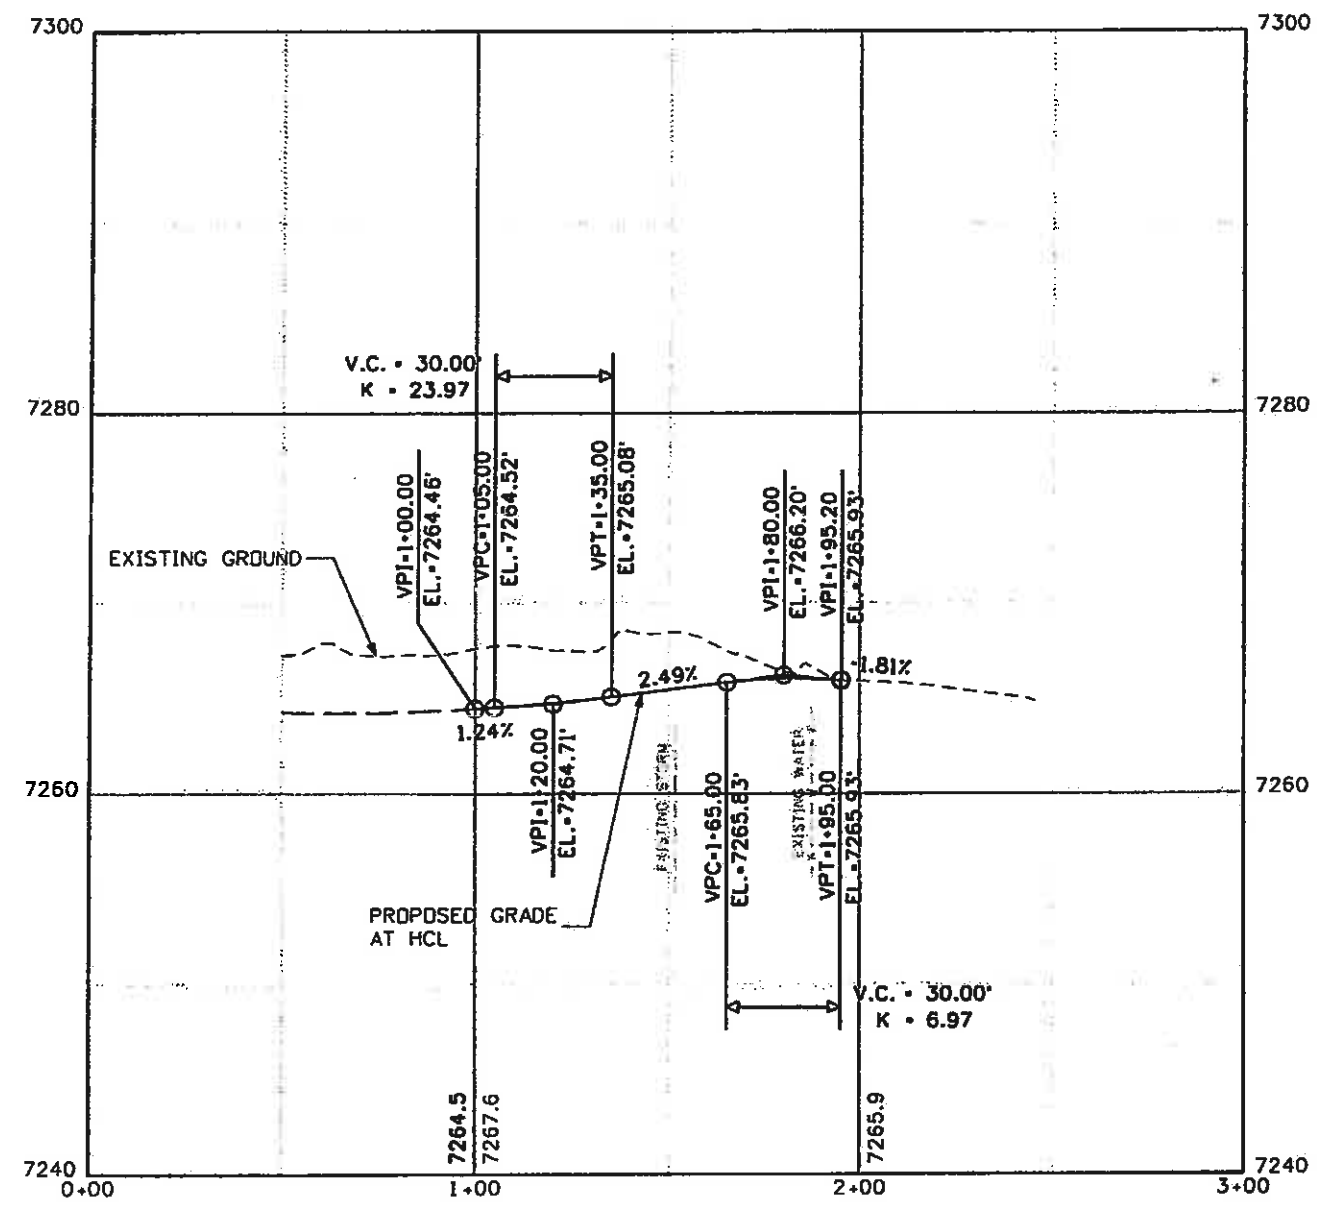 7300
7300
V.C. = 30.00'
K = 23.97
7280
7280
VPI=1+00.00
EL.=7264.46'
VPC=1+05.00
EL.=7264.52'
VPT=1+35.00
EL.=7265.08'
VPI=1+80.00
EL.=7266.20'
VPI=1+95.20
EL.=7265.93'
EXISTING GROUND
2.49%
-1.81%
1.24%
VPI=1+20.00
EL.=7264.71'
EXISTING STORM
VPC=1+65.00
EL.=7265.83'
EXISTING WATER
VPT=1+95.00
EL.=7265.93'
7260
7260
PROPOSED GRADE
AT HCL
V.C. = 30.00'
K = 6.97
7264.5
7267.6
7265.9
7240
7240
0+00
1+00
2+00
3+00